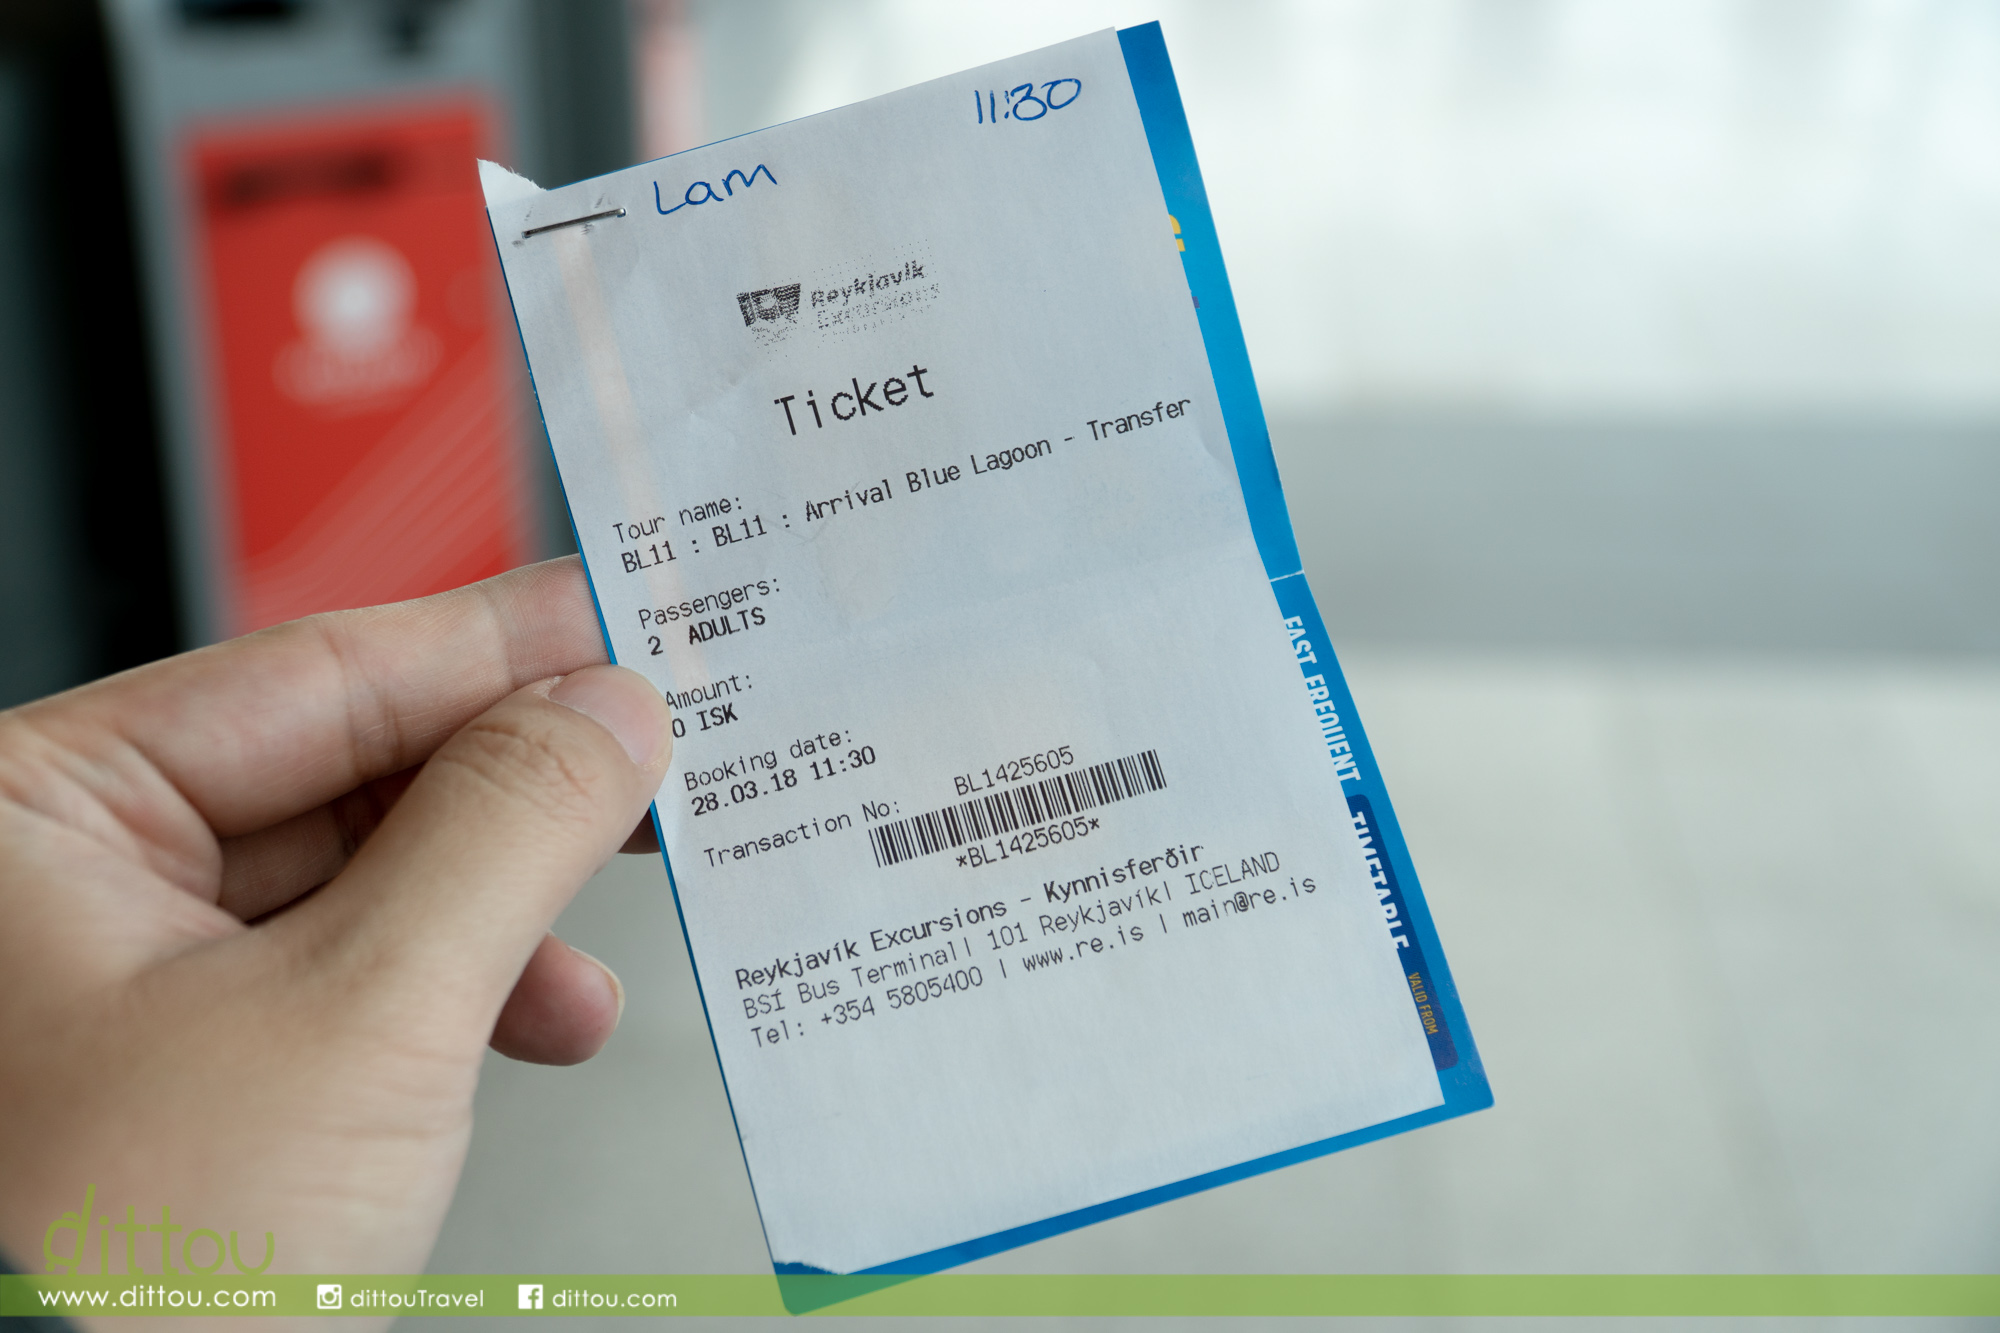 11:30
Lam
Reykjavik
Excursions
Ticket
Tour name:
BL11 : BL11 : Arrival Blue Lagoon - Transfer
Passengers:
2 ADULTS
Amount:
0 ISK
Booking date:
28.03.18 11:30
Transaction No:
BL1425605
*BL1425605*
Reykjavík Excursions - Kynnisferðir
BSÍ Bus Terminal| 101 Reykjavík| ICELAND
Tel: +354 5805400 | www.re.is | main@re.is
FAST FREQUENT
TIMETABLE
VALID FROM
dittou
www.dittou.com
dittouTravel
dittou.com